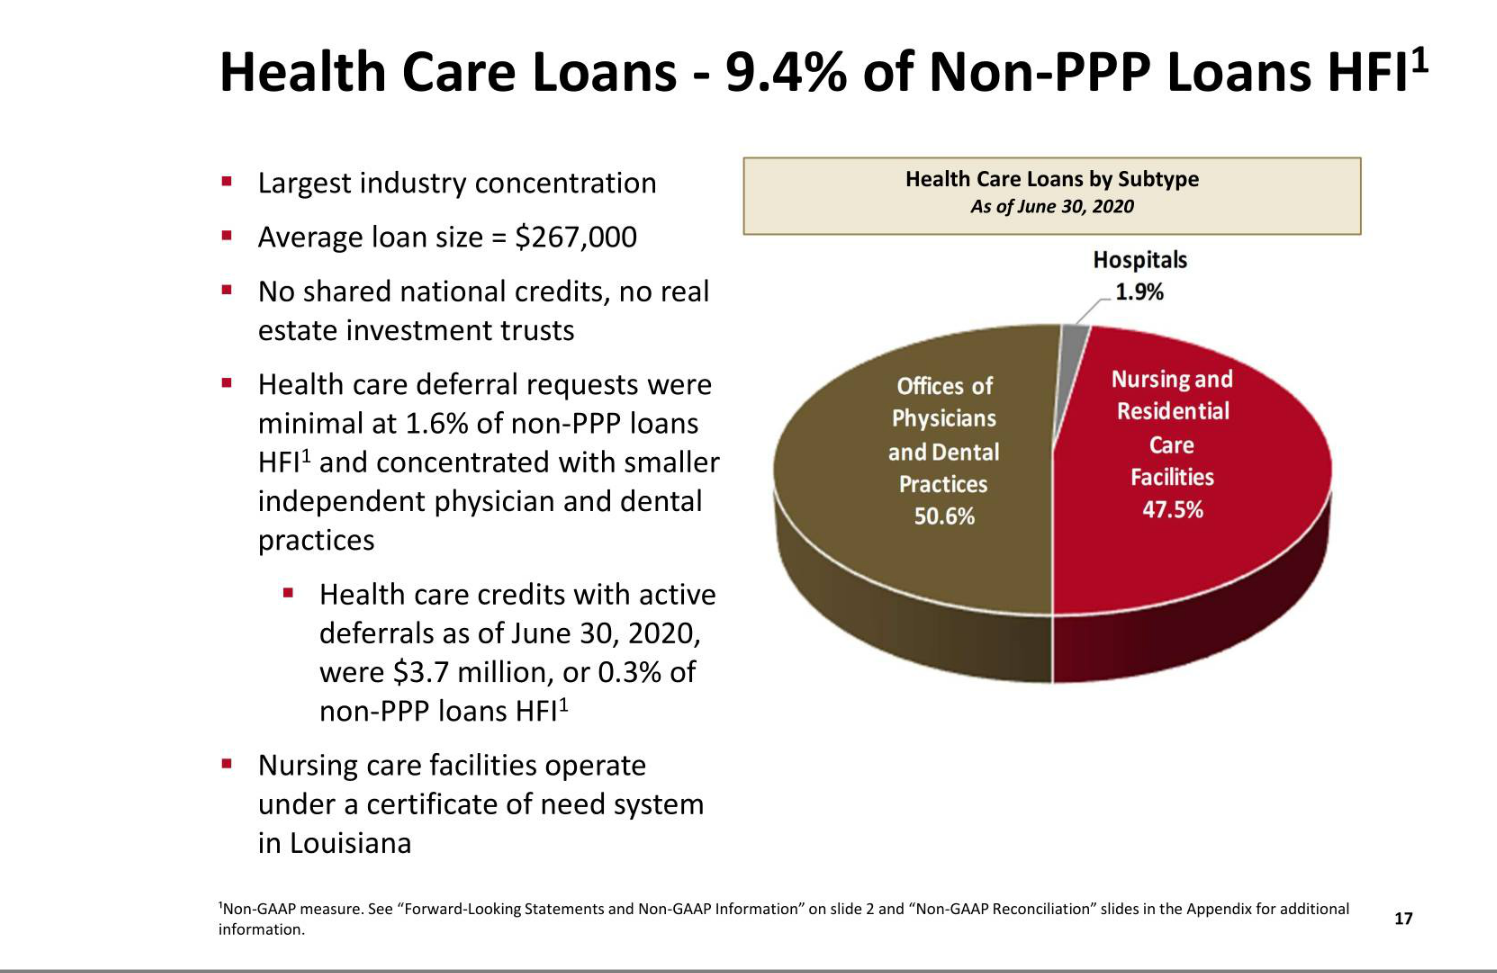 Health Care Loans - 9.4% of Non-PPP Loans HFI¹
▪ Largest industry concentration
▪ Average loan size = $267,000
▪ No shared national credits, no real
estate investment trusts
▪ Health care deferral requests were
minimal at 1.6% of non-PPP loans
HFI¹ and concentrated with smaller
independent physician and dental
practices
▪ Health care credits with active
deferrals as of June 30, 2020,
were $3.7 million, or 0.3% of
non-PPP loans HFI¹
▪ Nursing care facilities operate
under a certificate of need system
in Louisiana
Health Care Loans by Subtype
As of June 30, 2020
Hospitals
1.9%
Offices of
Physicians
and Dental
Practices
50.6%
Nursing and
Residential
Care
Facilities
47.5%
¹Non-GAAP measure. See “Forward-Looking Statements and Non-GAAP Information” on slide 2 and “Non-GAAP Reconciliation” slides in the Appendix for additional
information.
17